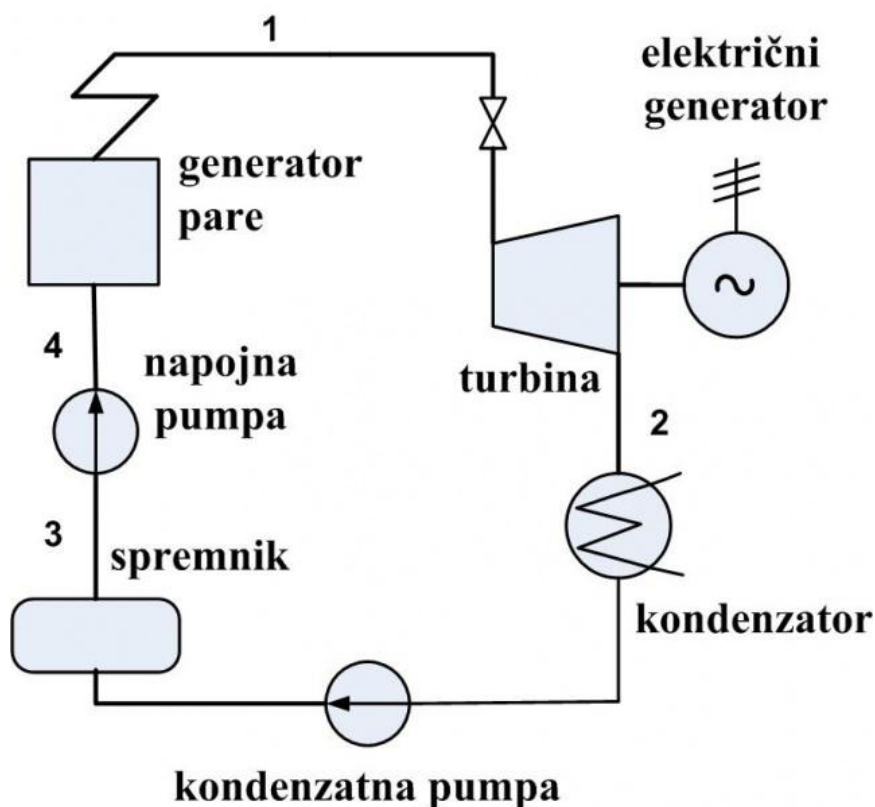 1
električni
generator
generator
pare
4
napojna
pumpa
turbina
2
3
spremnik
kondenzator
kondenzatna pumpa